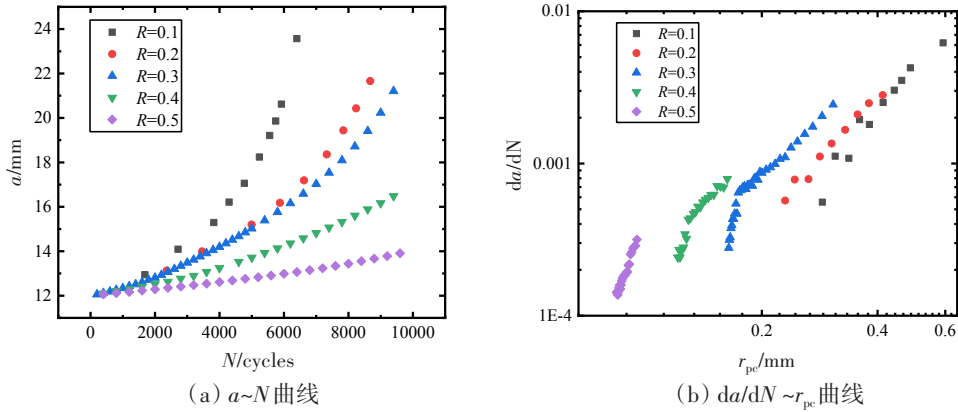 24
22
20
18
16
14
12
a/mm
R=0.1
R=0.2
R=0.3
R=0.4
R=0.5
0 2000 4000 6000 8000 10000
N/cycles
(a) a~N曲线
0.01
0.001
1E-4
da/dN
R=0.1
R=0.2
R=0.3
R=0.4
R=0.5
0.2 0.4 0.6
rpc/mm
(b) da/dN ~rpc曲线